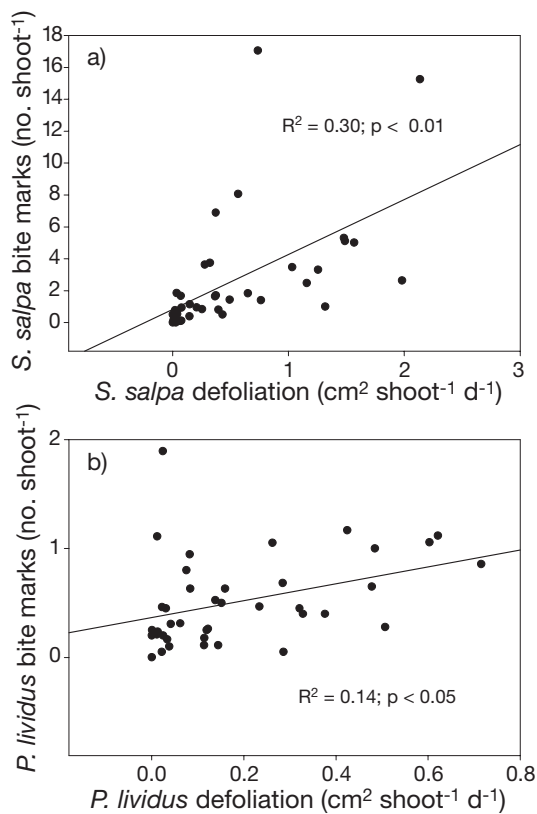 a)
18
16
14
12
10
8
6
4
2
0
S. salpa bite marks (no. shoot⁻¹)
R² = 0.30; p < 0.01
0 1 2 3
S. salpa defoliation (cm² shoot⁻¹ d⁻¹)
b)
2
1
0
P. lividus bite marks (no. shoot⁻¹)
R² = 0.14; p < 0.05
0.0 0.2 0.4 0.6 0.8
P. lividus defoliation (cm² shoot⁻¹ d⁻¹)